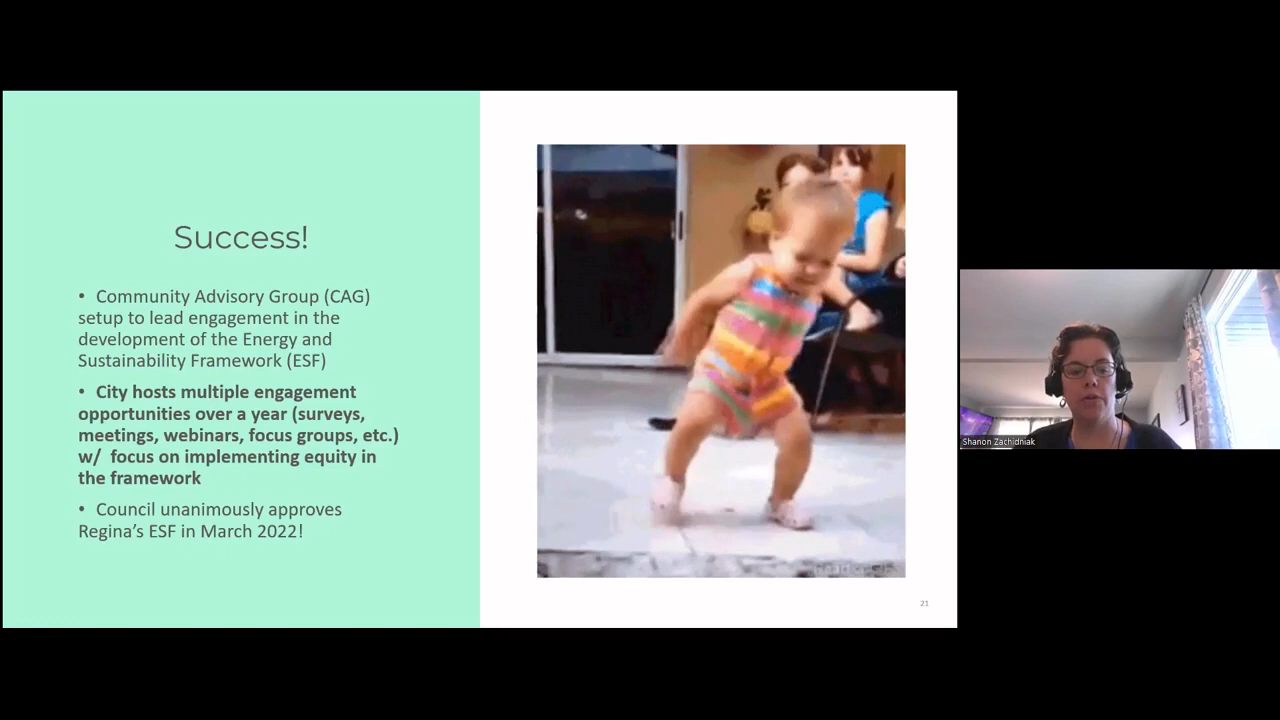 Success!
• Community Advisory Group (CAG)
setup to lead engagement in the
development of the Energy and
Sustainability Framework (ESF)
• City hosts multiple engagement
opportunities over a year (surveys,
meetings, webinars, focus groups, etc.)
w/ focus on implementing equity in
the framework
• Council unanimously approves
Regina's ESF in March 2022!
21
Shanon Zachidniak